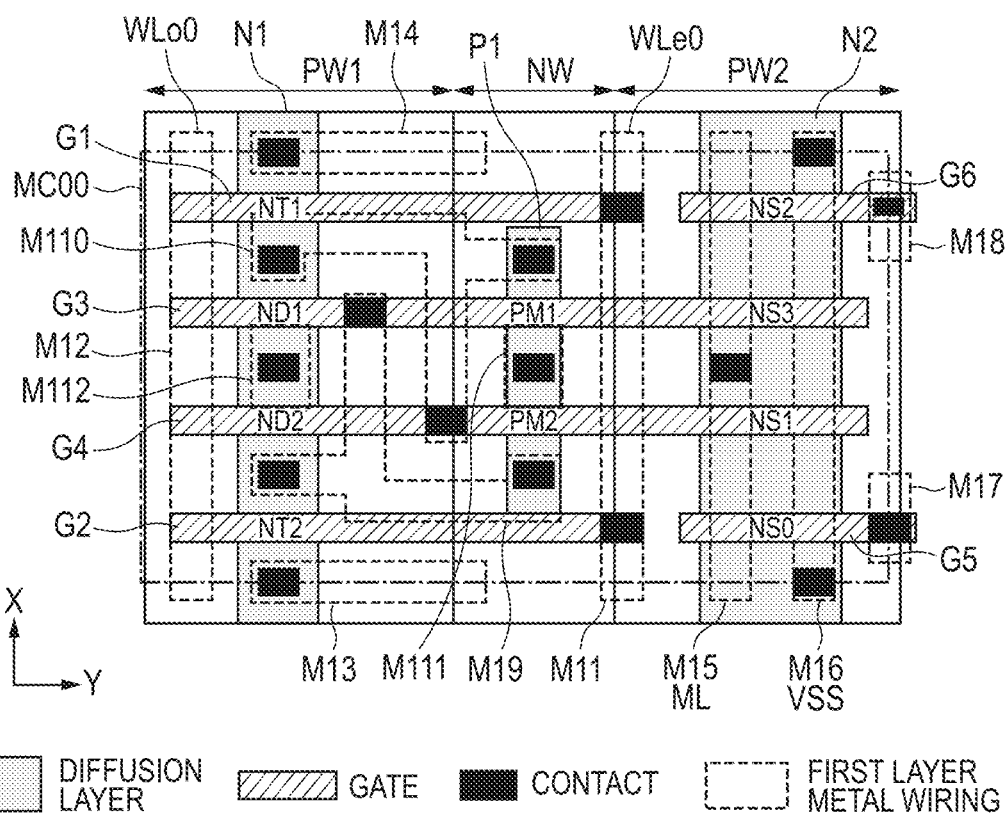 WLo0 N1 M14 P1 WLe0 N2
PW1 NW PW2
G1
MC00
NT1 NS2 G6
M110 M18
G3 ND1 PM1 NS3
M12
M112
G4 ND2 PM2 NS1
M17
G2 NT2 NS0
G5
X
Y
M13 M111 M19 M11 M15 M16
ML VSS
DIFFUSION LAYER
GATE
CONTACT
FIRST LAYER METAL WIRING